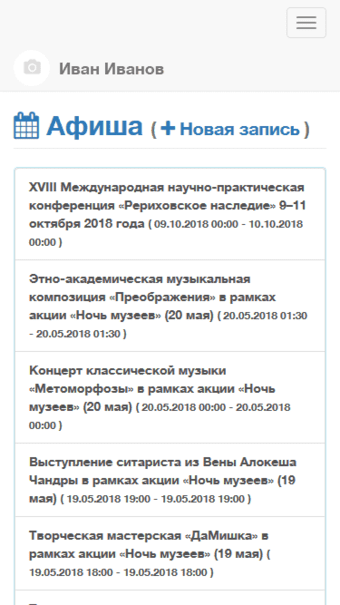 Иван Иванов
Афиша ( + Новая запись )
XVIII Международная научно-практическая
конференция «Рериховское наследие» 9–11
октября 2018 года ( 09.10.2018 00:00 - 10.10.2018
00:00 )
Этно-академическая музыкальная
композиция «Преображения» в рамках
акции «Ночь музеев» (20 мая) ( 20.05.2018 01:30
- 20.05.2018 01:30 )
Концерт классической музыки
«Метоморфозы» в рамках акции «Ночь
музеев» (20 мая) ( 20.05.2018 00:00 - 20.05.2018
00:00 )
Выступление ситариста из Вены Алокеша
Чандры в рамках акции «Ночь музеев» (19
мая) ( 19.05.2018 19:00 - 19.05.2018 19:00 )
Творческая мастерская «ДаМишка» в
рамках акции «Ночь музеев» (19 мая) (
19.05.2018 18:00 - 19.05.2018 18:00 )